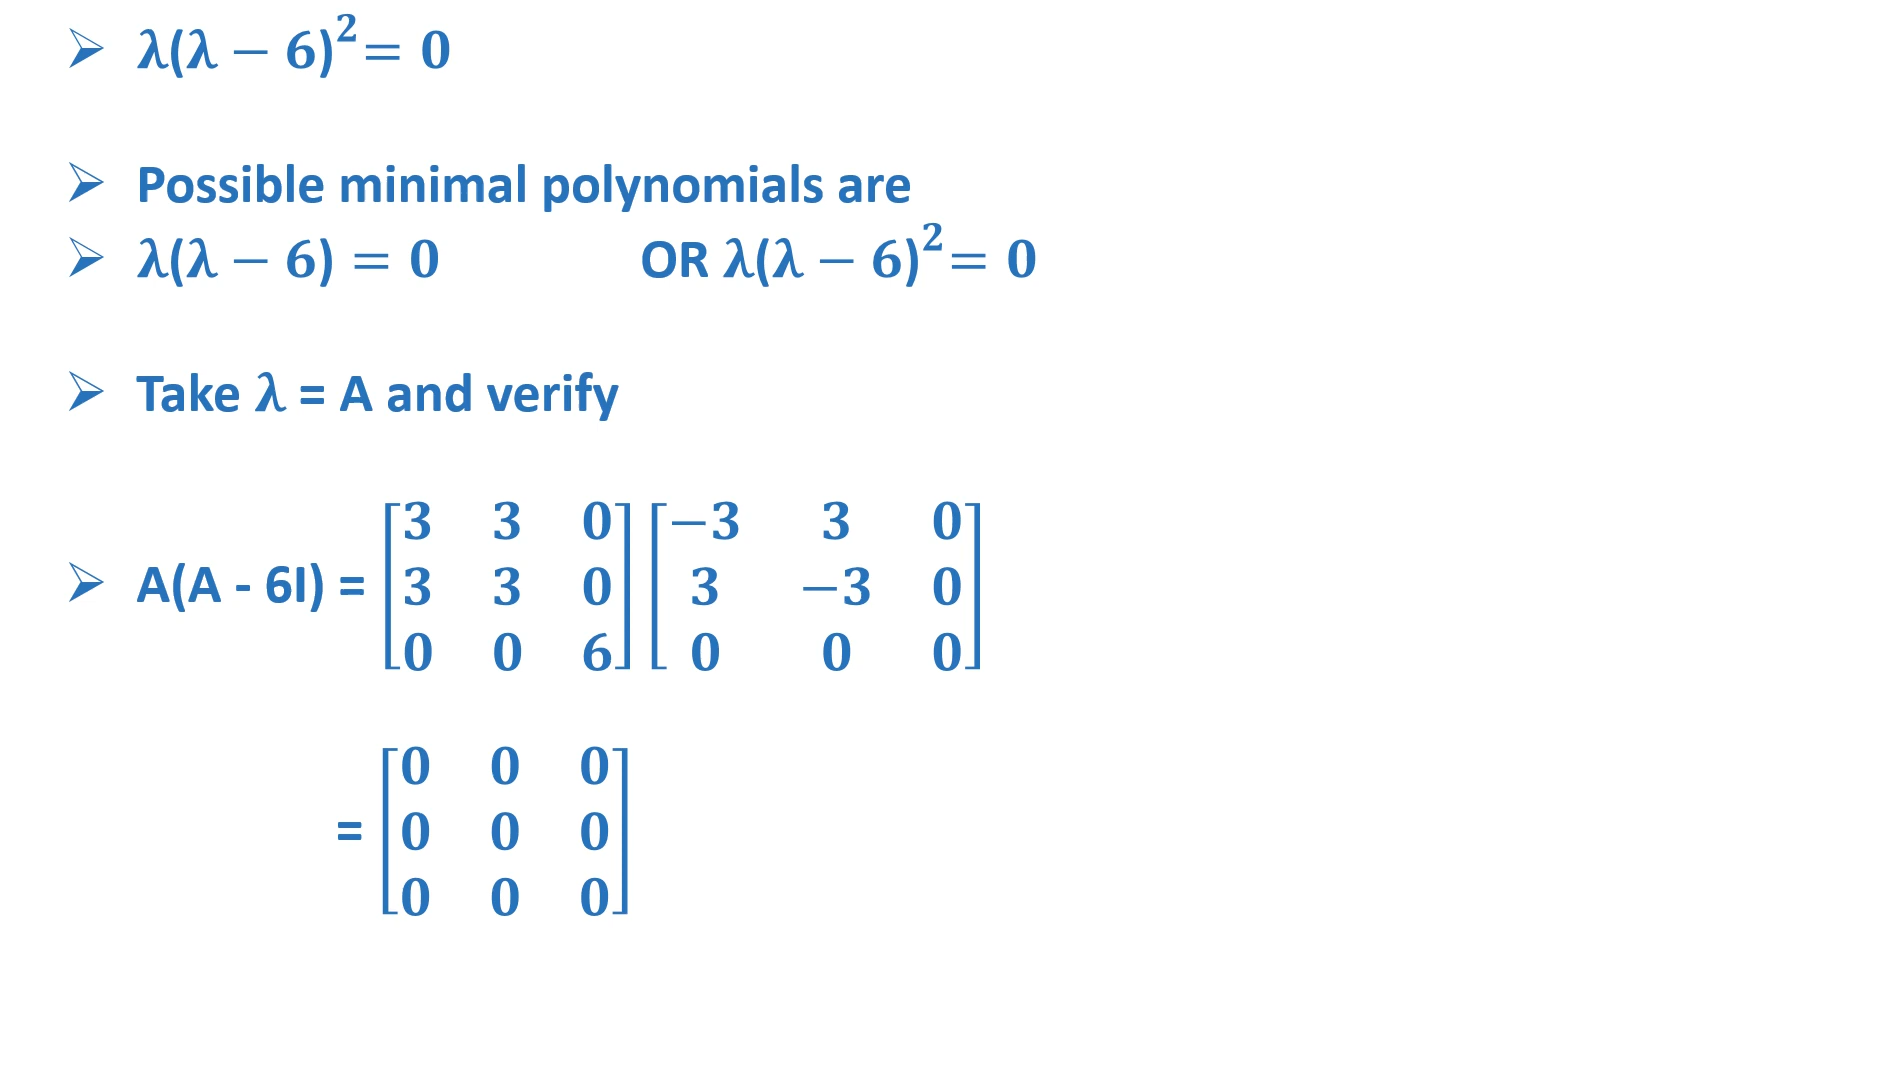 ➢ λ(λ − 6)²= 0
➢ Possible minimal polynomials are
➢ λ(λ − 6) = 0 OR λ(λ − 6)²= 0
➢ Take λ = A and verify
➢ A(A - 6I) = [3 3 0; 3 3 0; 0 0 6] [−3 3 0; 3 −3 0; 0 0 0]
= [0 0 0; 0 0 0; 0 0 0]